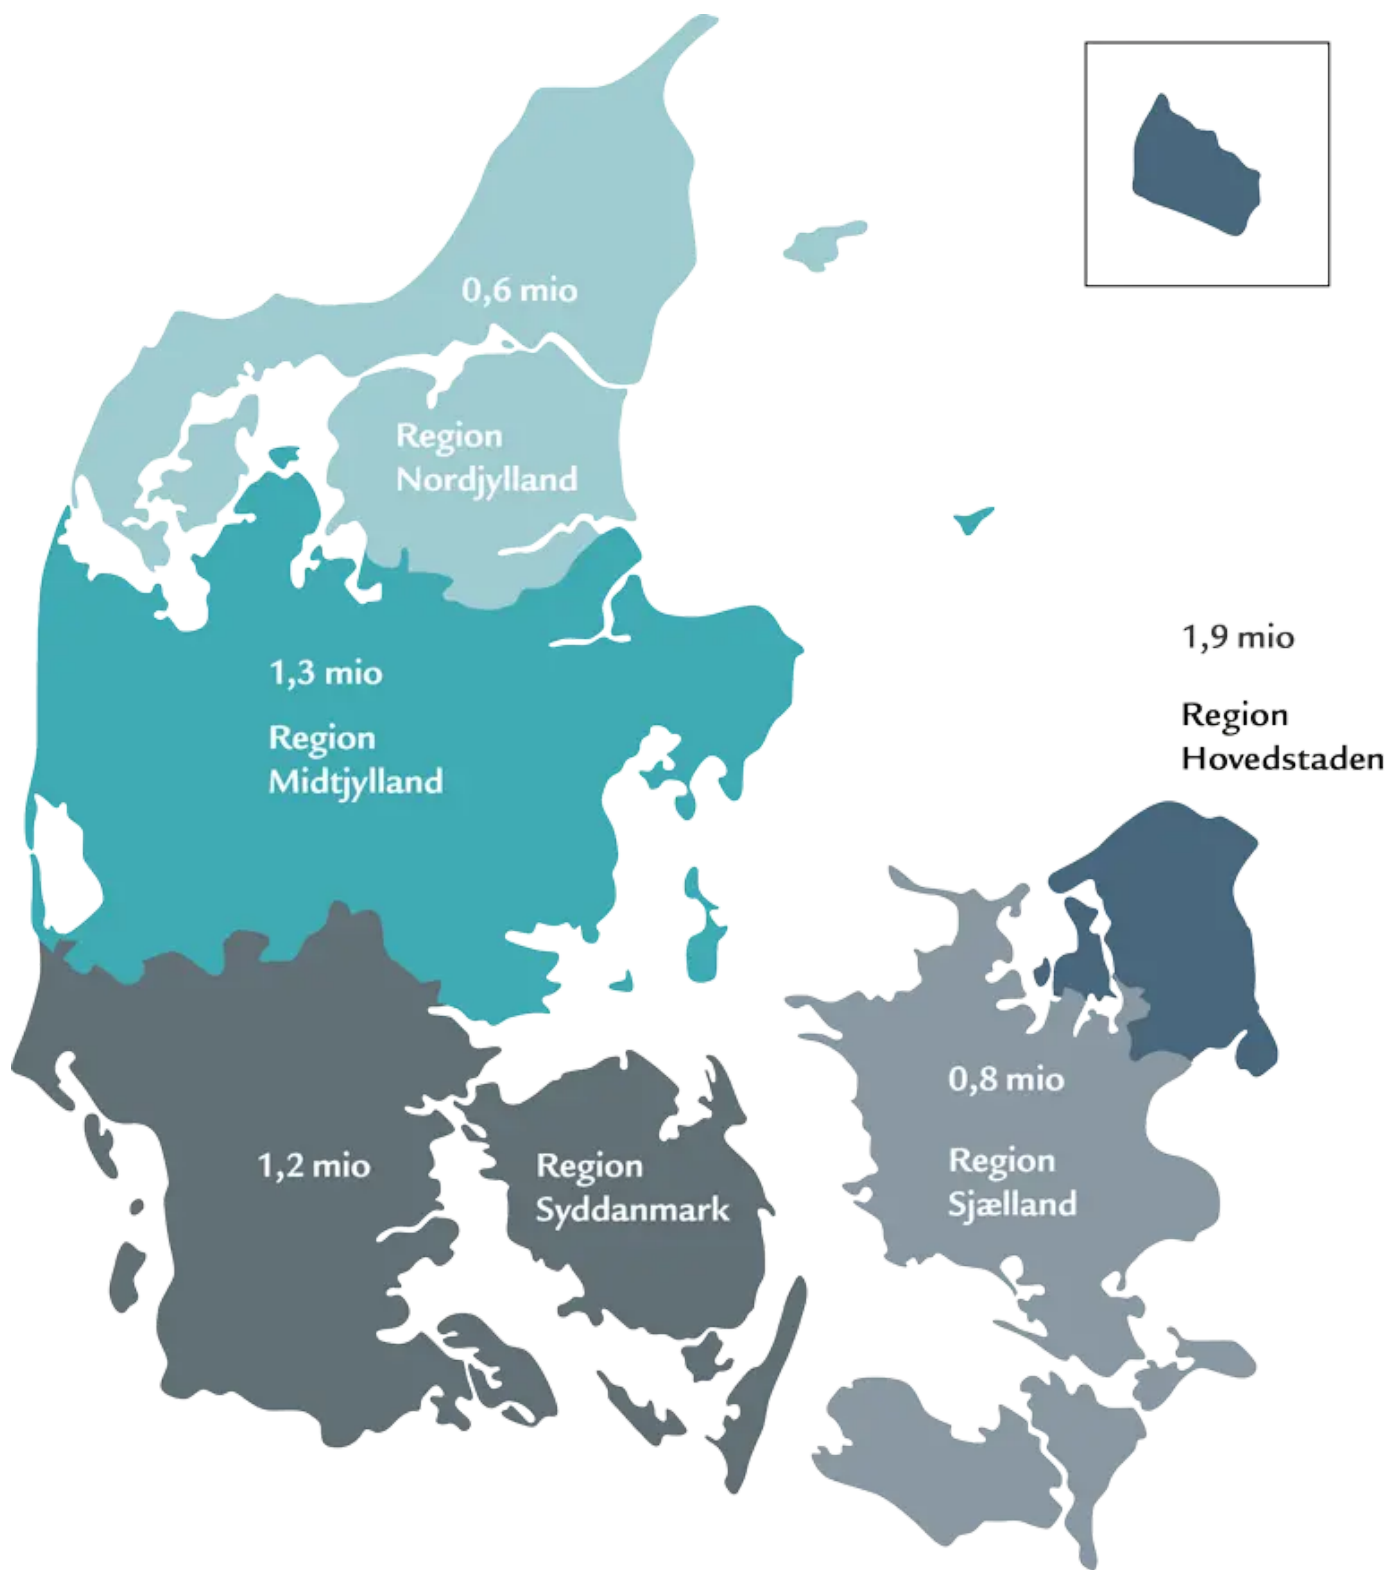 0,6 mio
Region
Nordjylland
1,3 mio
Region
Midtjylland
1,9 mio
Region
Hovedstaden
0,8 mio
Region
Sjælland
1,2 mio
Region
Syddanmark